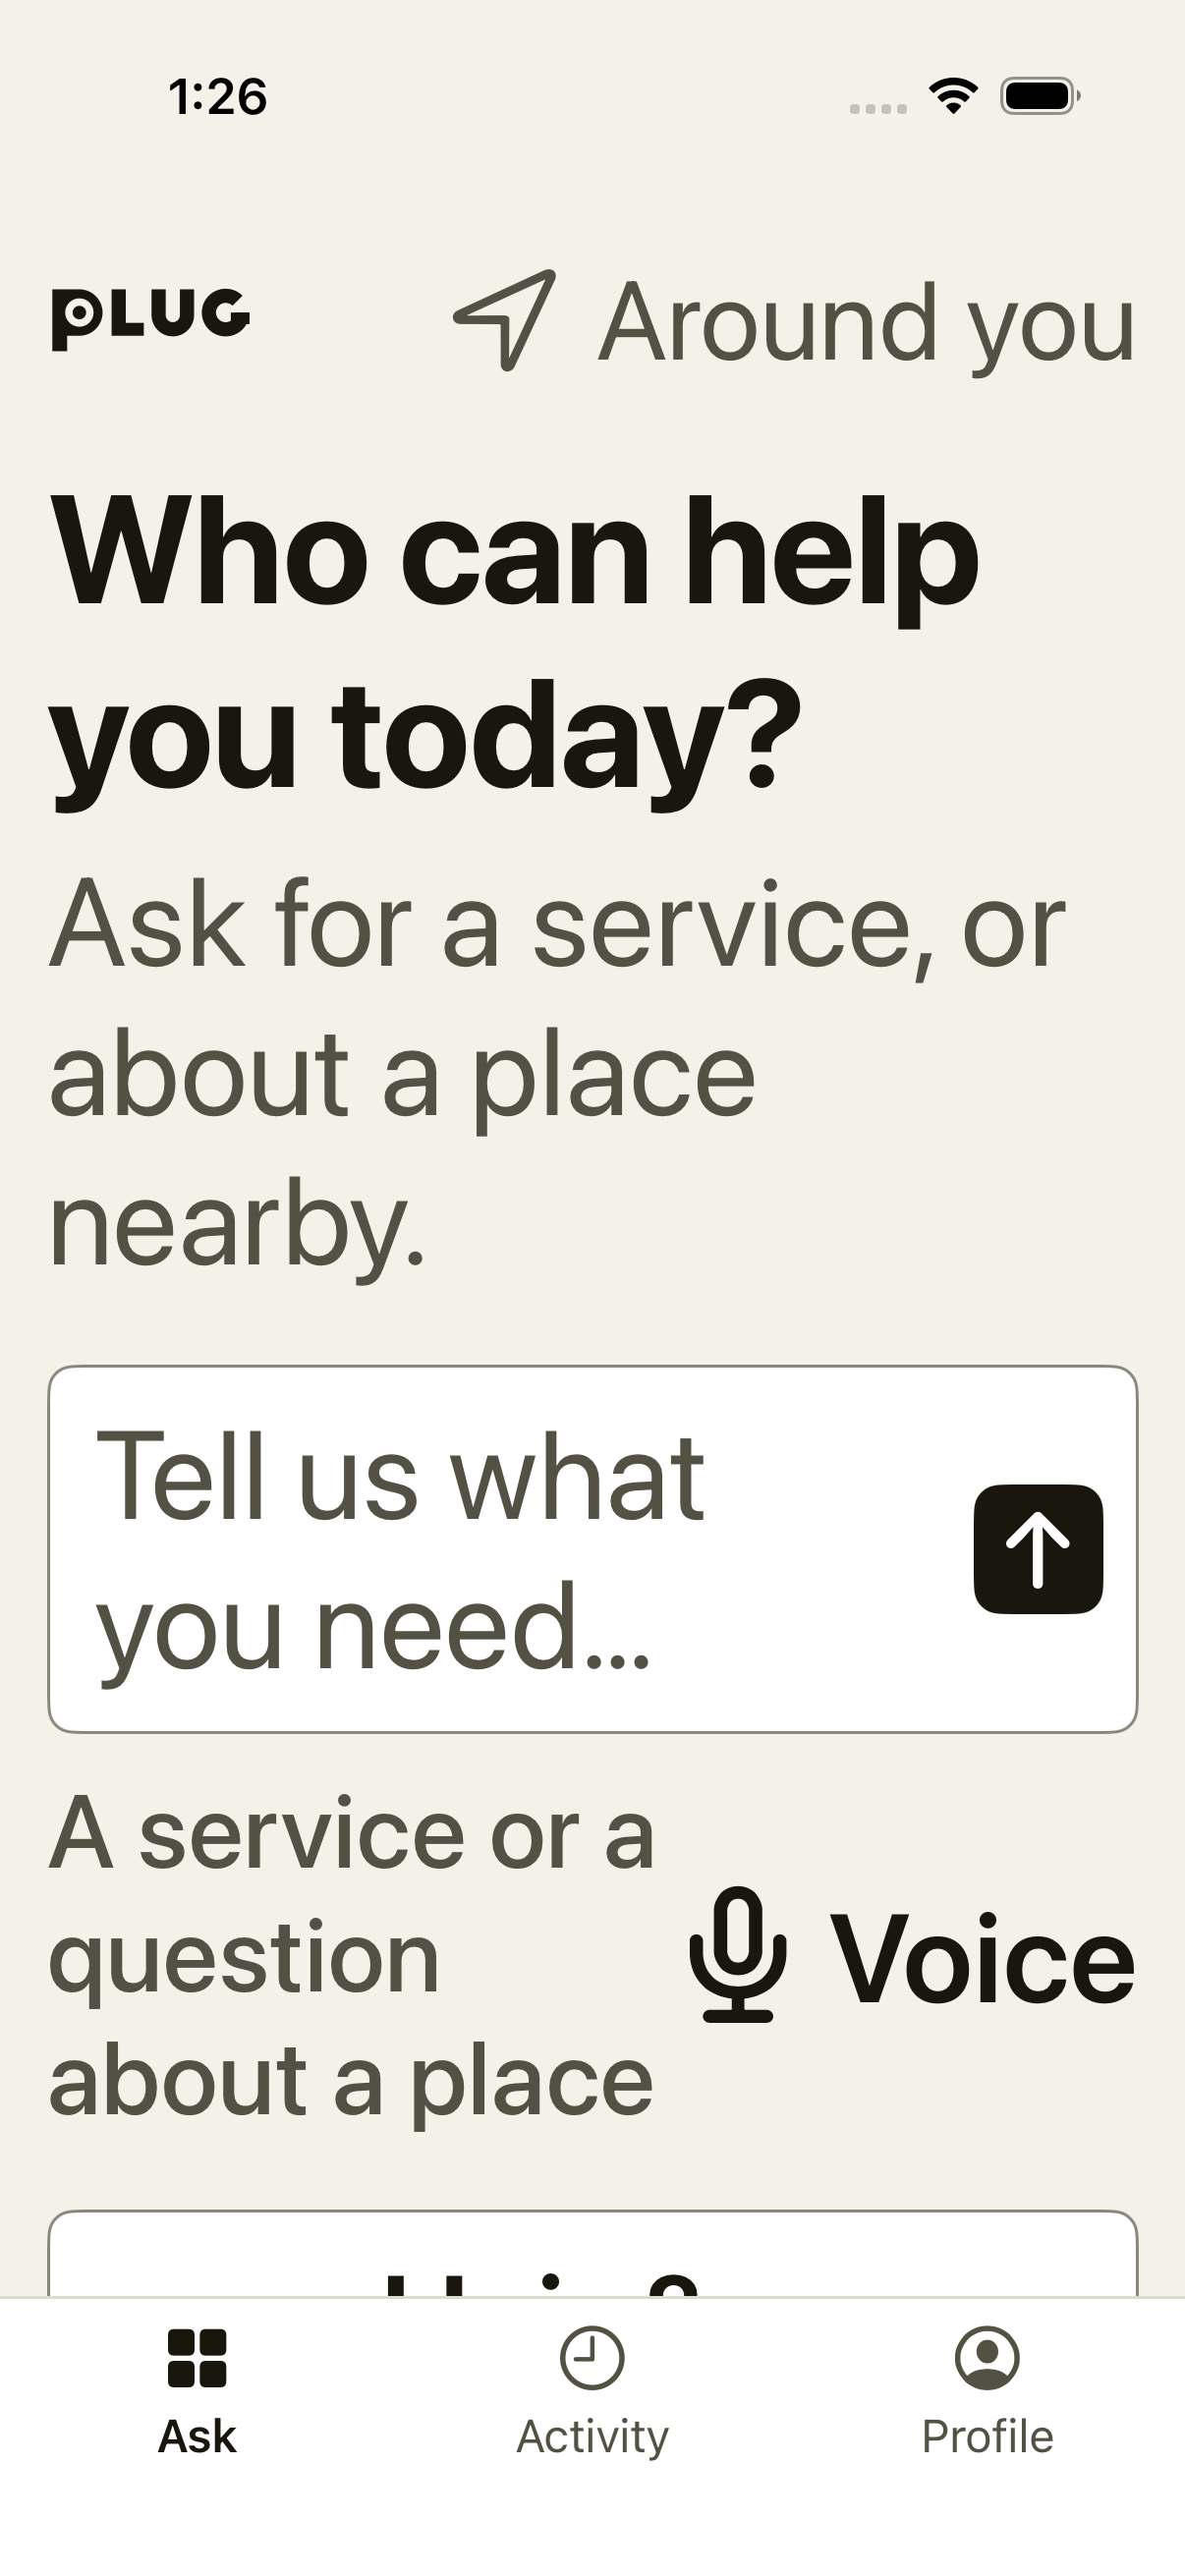 1:26
PLUG
Around you
Who can help
you today?
Ask for a service, or
about a place
nearby.
Tell us what
you need...
A service or a
question
about a place
Voice
Ask
Activity
Profile